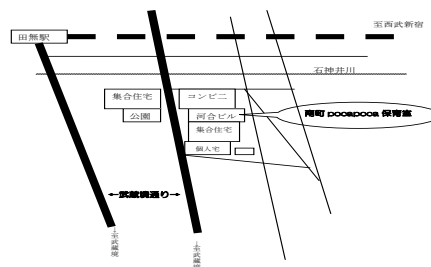 至西武新宿
田無駅
石神井川
集合住宅
コンビニ
公園
河合ビル
南町 pocapoca 保育室
集合住宅
個人宅
←武蔵境通り→